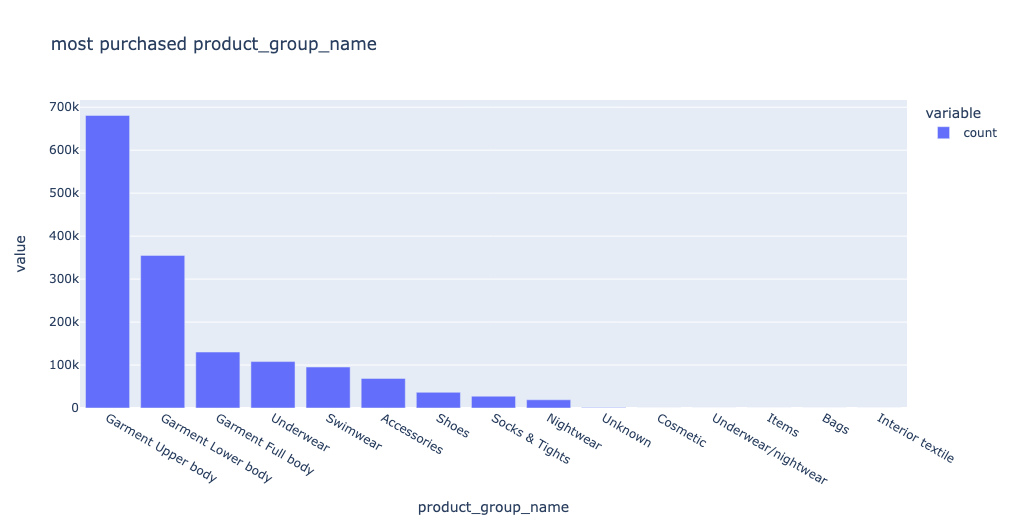 most purchased product_group_name
variable
count
value
700k
600k
500k
400k
300k
200k
100k
0
Garment Upper body
Garment Lower body
Garment Full body
Underwear
Swimwear
Accessories
Shoes
Socks & Tights
Nightwear
Unknown
Cosmetic
Underwear/nightwear
Items
Bags
Interior textile
product_group_name